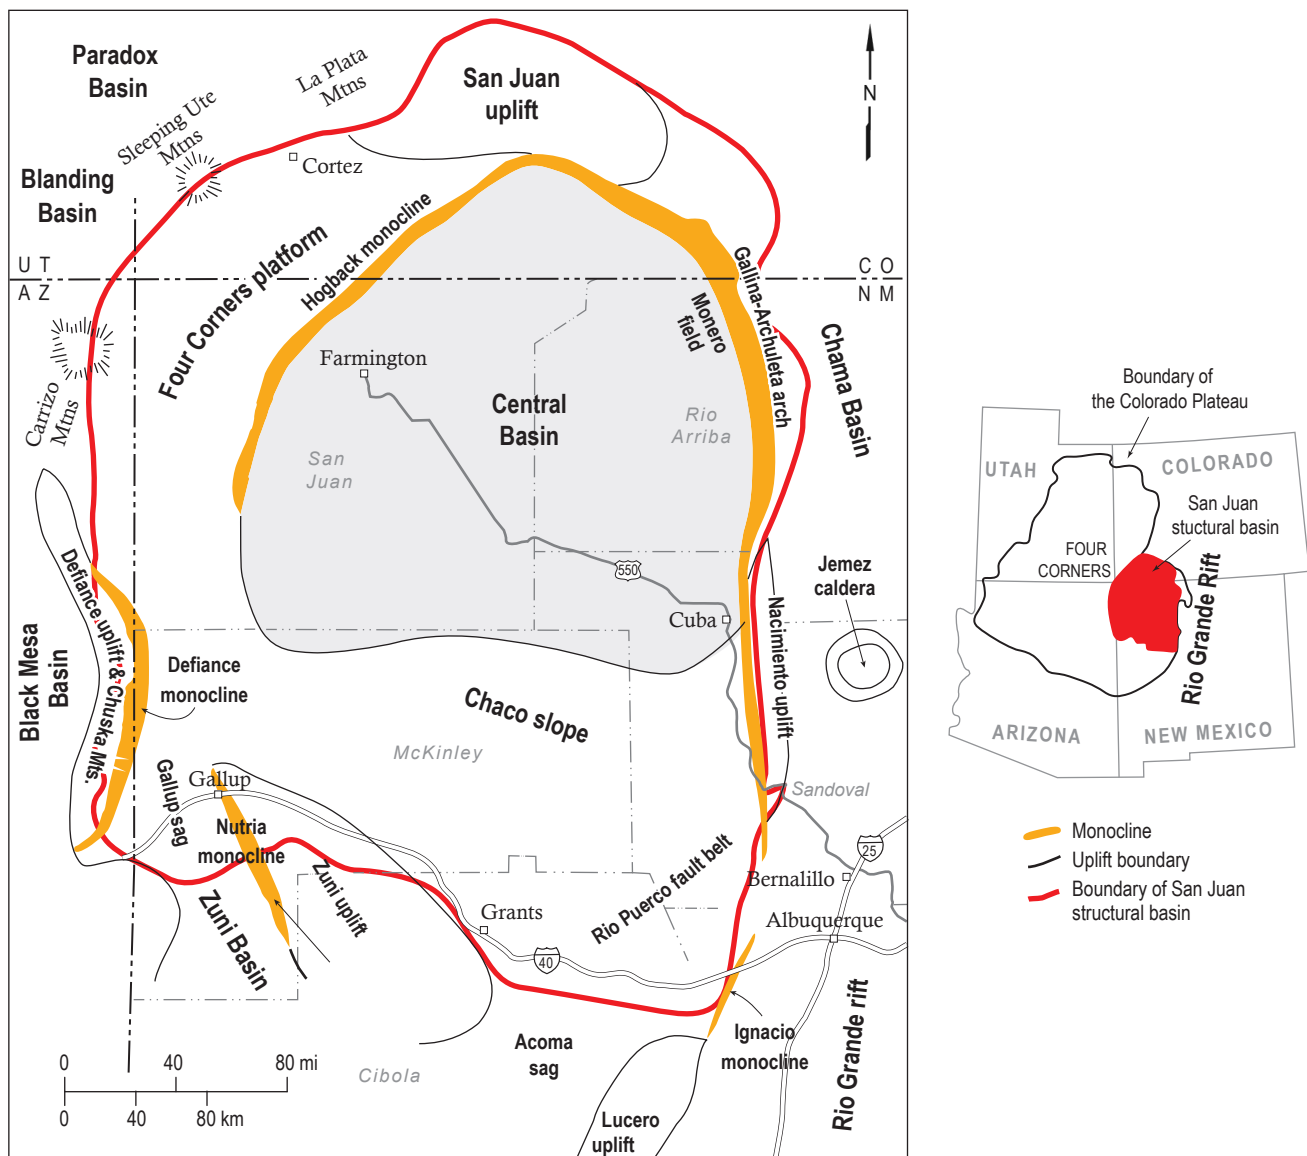 Paradox
Basin
La Plata
Mtns
San Juan
uplift
N
Sleeping Ute
Mtns
Cortez
Blanding
Basin
Hogback monocline
Four Corners platform
UT
AZ
CO
NM
Gallina-Archuleta arch
Monero
field
Chama Basin
Carrizo
Mtns
Farmington
Central
Basin
Rio
Arriba
San
Juan
550
Jemez
caldera
Cuba
Nacimiento uplift
Defiance uplift & Chuska Mts.
Black Mesa
Basin
Defiance
monocline
Chaco slope
McKinley
Sandoval
Gallup sag
Gallup
Nutria
monocline
Zuni uplift
Zuni Basin
Rio Puerco fault belt
25
Bernalillo
Grants
Albuquerque
40
Ignacio
monocline
Acoma
sag
Rio Grande rift
Cibola
Lucero
uplift
0 40 80 mi
0 40 80 km
Boundary of
the Colorado Plateau
UTAH
COLORADO
San Juan
stuctural basin
FOUR
CORNERS
Rio Grande Rift
ARIZONA
NEW MEXICO
Monocline
Uplift boundary
Boundary of San Juan
structural basin